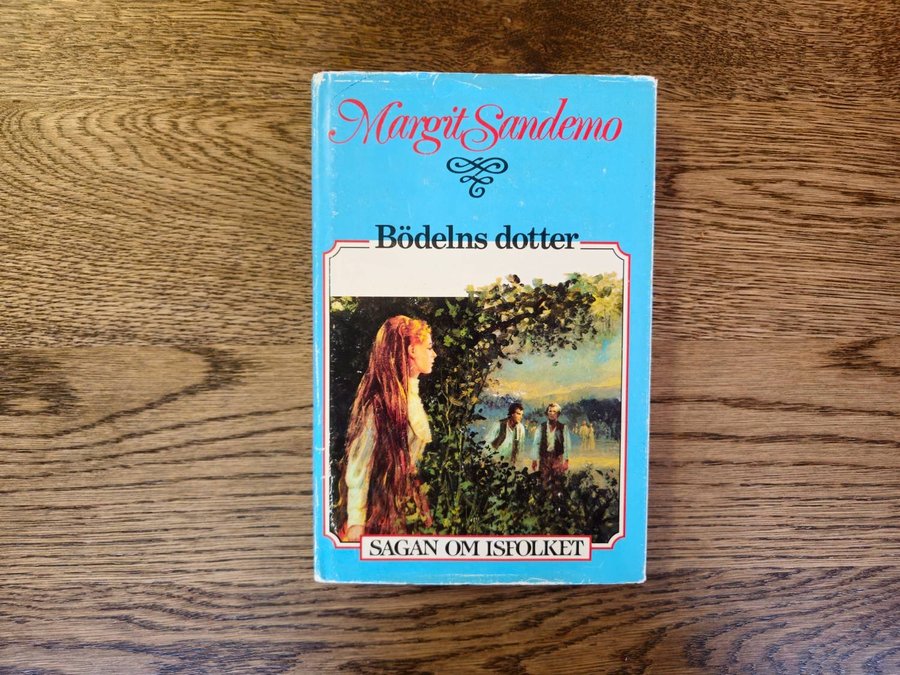 Margit Sandemo
Bödelns dotter
SAGAN OM ISFOLKET